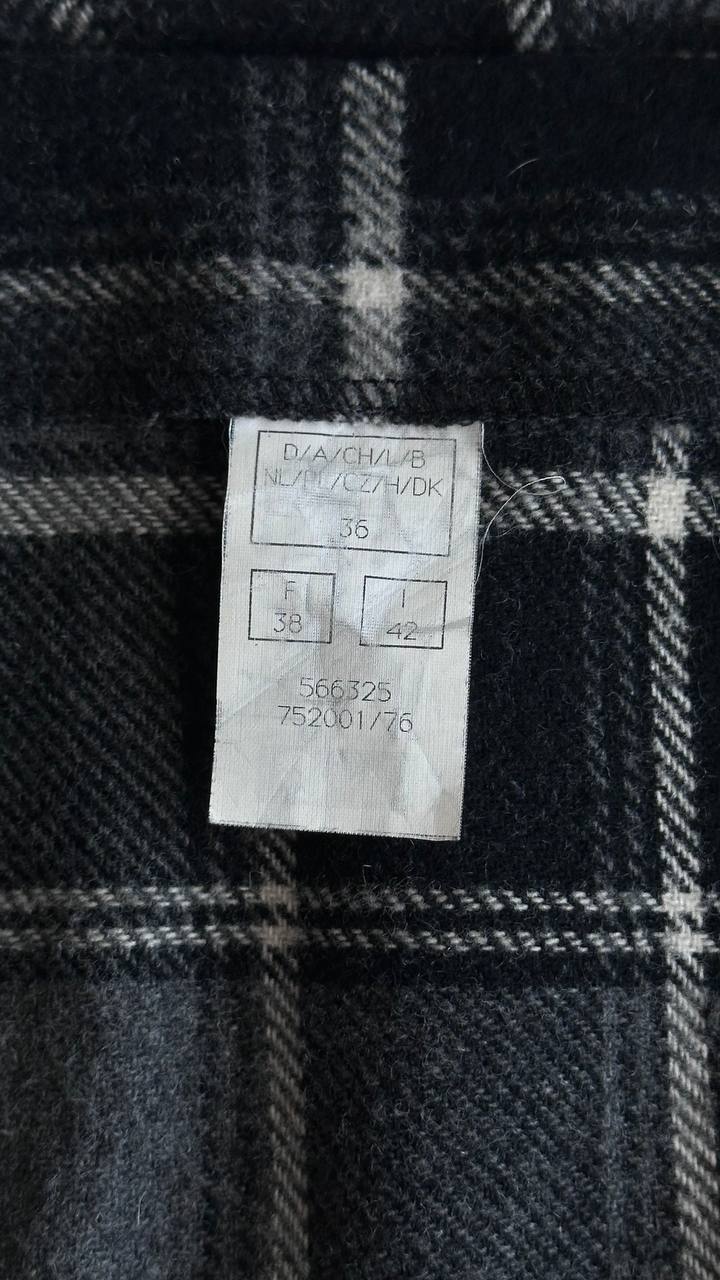 D/A/CH/L/B
NL/PL/CZ/H/DK
36
F
38
I
42
566325
752001/76